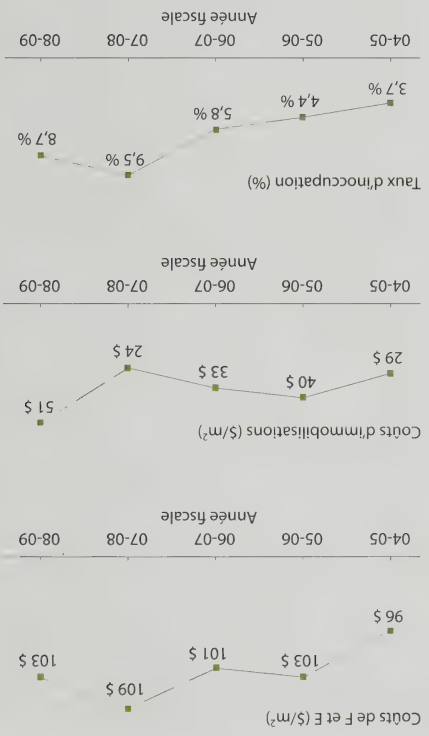 Coûts de F et E ($/m²)
96 $
103 $
101 $
109 $
103 $
04-05 05-06 06-07 07-08 08-09
Année fiscale
Coûts d'immobilisations ($/m²)
29 $
40 $
33 $
24 $
51 $
04-05 05-06 06-07 07-08 08-09
Année fiscale
Taux d'inoccupation (%)
3,7 %
4,4 %
5,8 %
9,5 %
8,7 %
04-05 05-06 06-07 07-08 08-09
Année fiscale